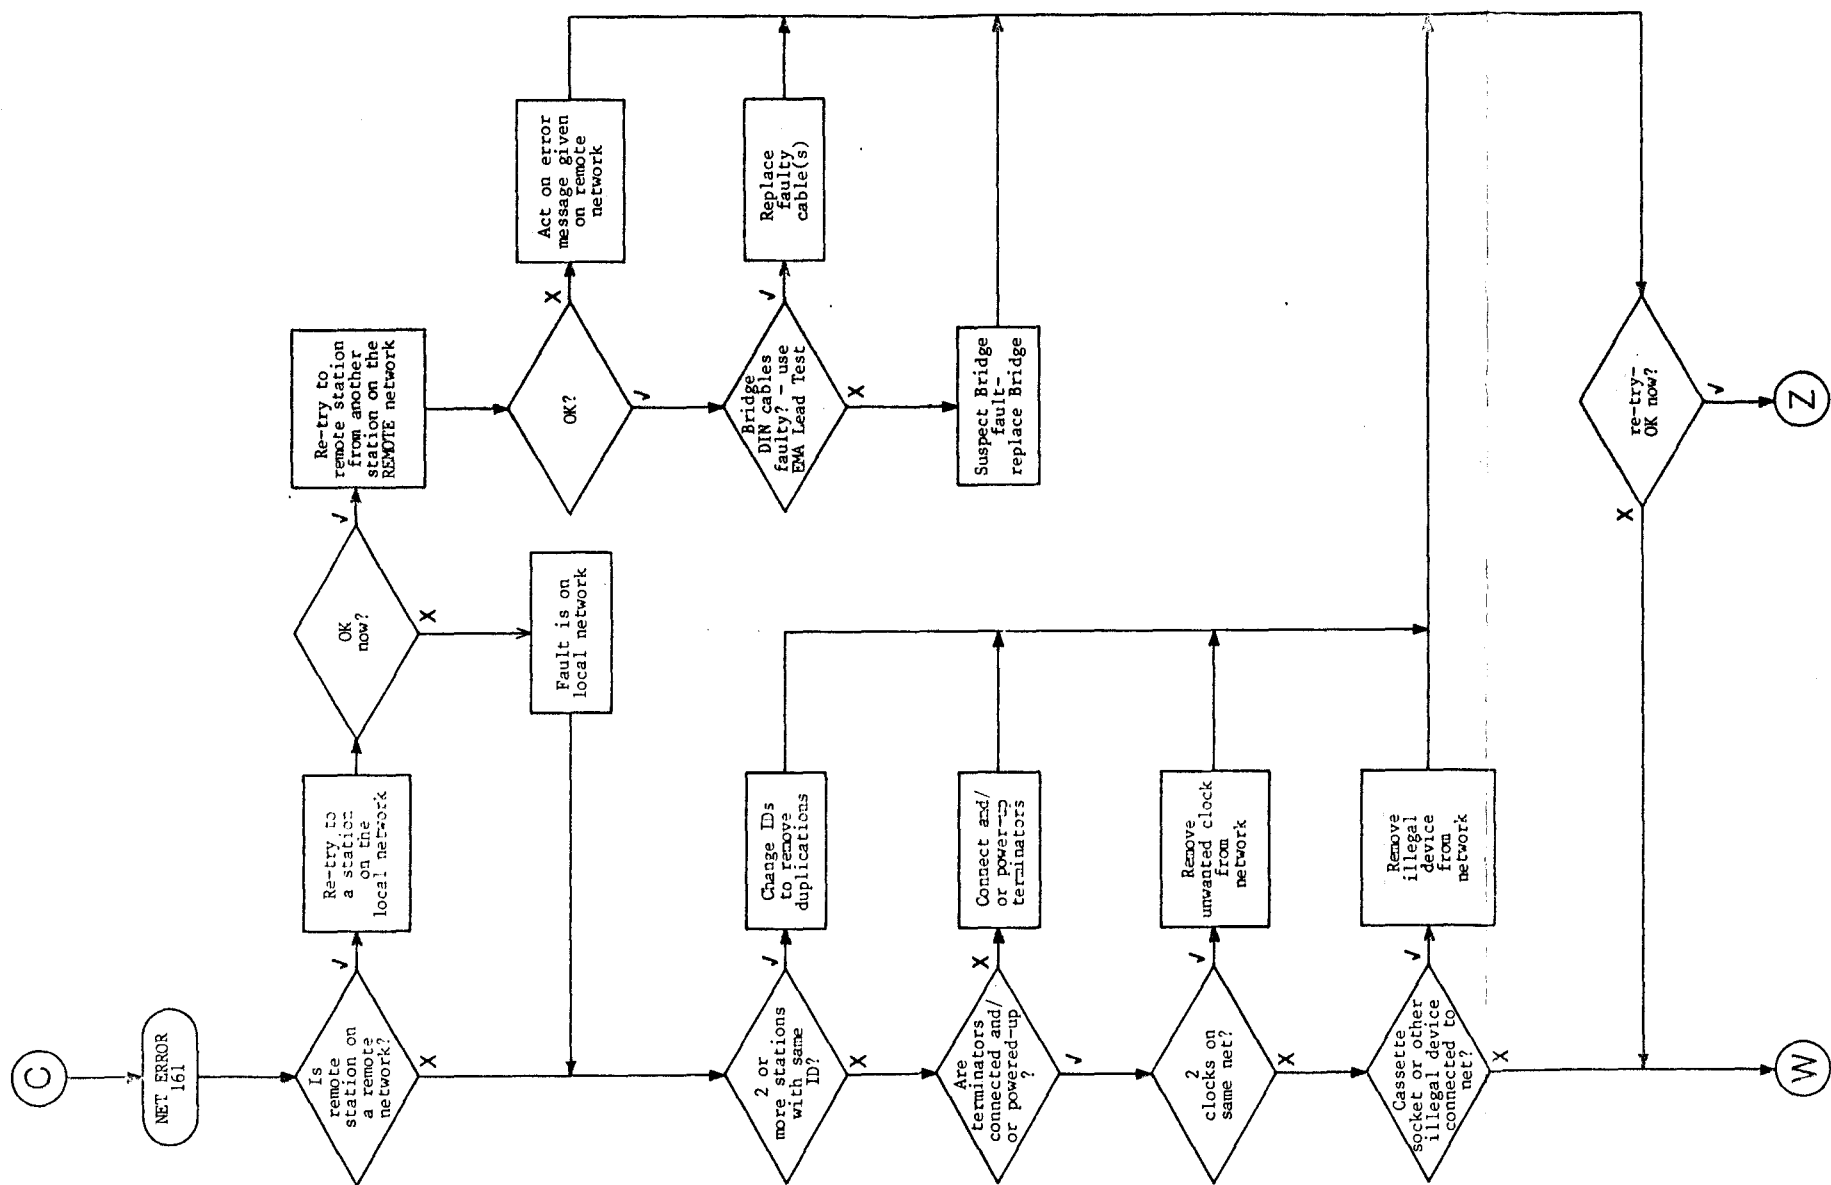 C
NET ERROR
161
Is
remote
station on
a remote
network?
√
X
Re-try to
a station
on the
local network
OK
now?
√
X
Re-try to
remote station
from another
station on the
REMOTE network
Fault is on
local network
OK?
X
√
Act on error
message given
on remote
network
Bridge
DIN cables
faulty? - use
EMA Lead Test
√
X
Replace
faulty
cable(s)
Suspect Bridge
fault-
replace Bridge
2 or
more stations
with same
ID?
√
X
Change IDs
to remove
duplications
Are
terminators
connected and/
or powered-up
?
X
√
Connect and/
or power-up
terminators
2
clocks on
same net?
√
X
Remove
unwanted clock
from
network
Cassette
socket or other
illegal device
connected to
net?
√
X
Remove
illegal
device
from
network
re-try-
OK now?
X
√
W
Z